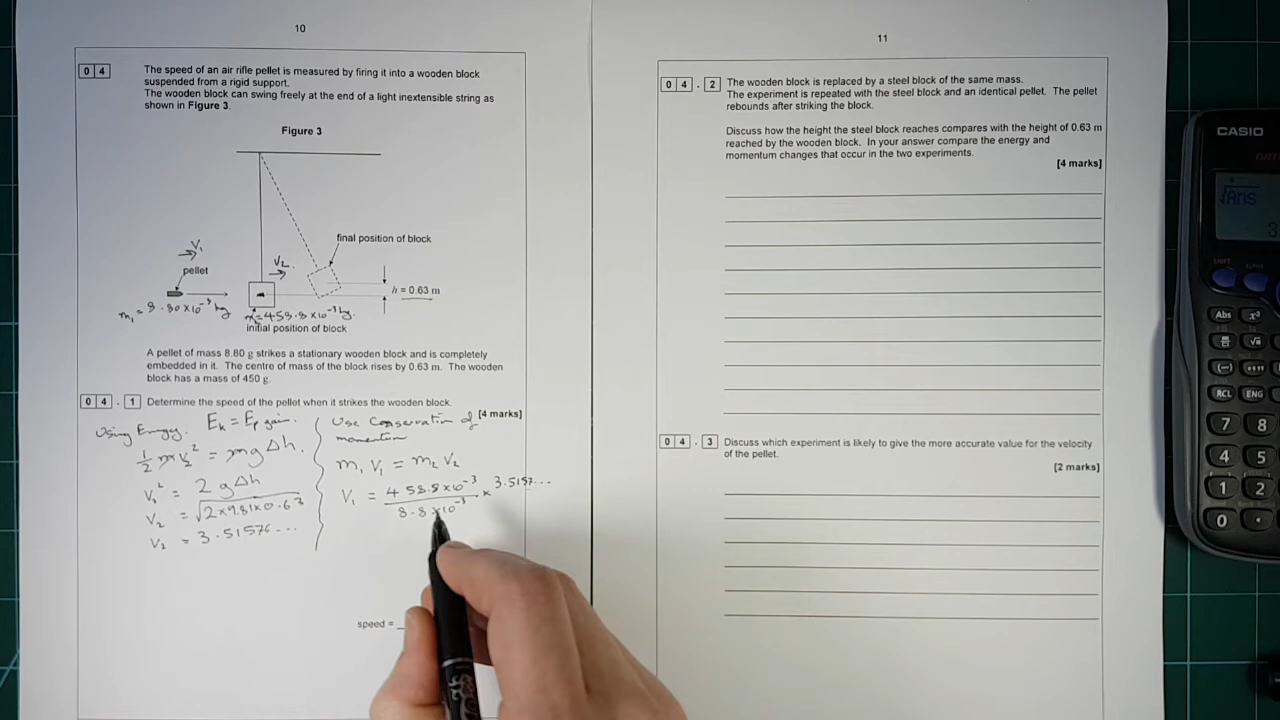 10
0 4
The speed of an air rifle pellet is measured by firing it into a wooden block
suspended from a rigid support.
The wooden block can swing freely at the end of a light inextensible string as
shown in Figure 3.
Figure 3
final position of block
V₁
V₂
pellet
h = 0.63 m
m₁ = 8.80 x 10⁻³ kg
= 458.8 x 10⁻³ kg.
initial position of block
A pellet of mass 8.80 g strikes a stationary wooden block and is completely
embedded in it. The centre of mass of the block rises by 0.63 m. The wooden
block has a mass of 450 g.
0 4 . 1 Determine the speed of the pellet when it strikes the wooden block.
[4 marks]
Using Energy. Eₖ = Eₚ gain.
½ m v₂² = m g Δh.
= 2 g Δh
V₂ = √2 x 9.81 x 0.63
V₂ = 3.51576...
Use Conservation of
momentum
m₁ V₁ = m₂ V₂
V₁ = 458.8 x 10⁻³ / 8.8 x 10⁻³ x 3.5157...
speed =
11
0 4 . 2 The wooden block is replaced by a steel block of the same mass.
The experiment is repeated with the steel block and an identical pellet. The pellet
rebounds after striking the block.
Discuss how the height the steel block reaches compares with the height of 0.63 m
reached by the wooden block. In your answer compare the energy and
momentum changes that occur in the two experiments.
[4 marks]
0 4 . 3 Discuss which experiment is likely to give the more accurate value for the velocity
of the pellet.
[2 marks]
CASIO
√Ans
3
SHIFT
Abs x³
√
(−)
RCL ENG
7 8
4 5
1 2
0 ·